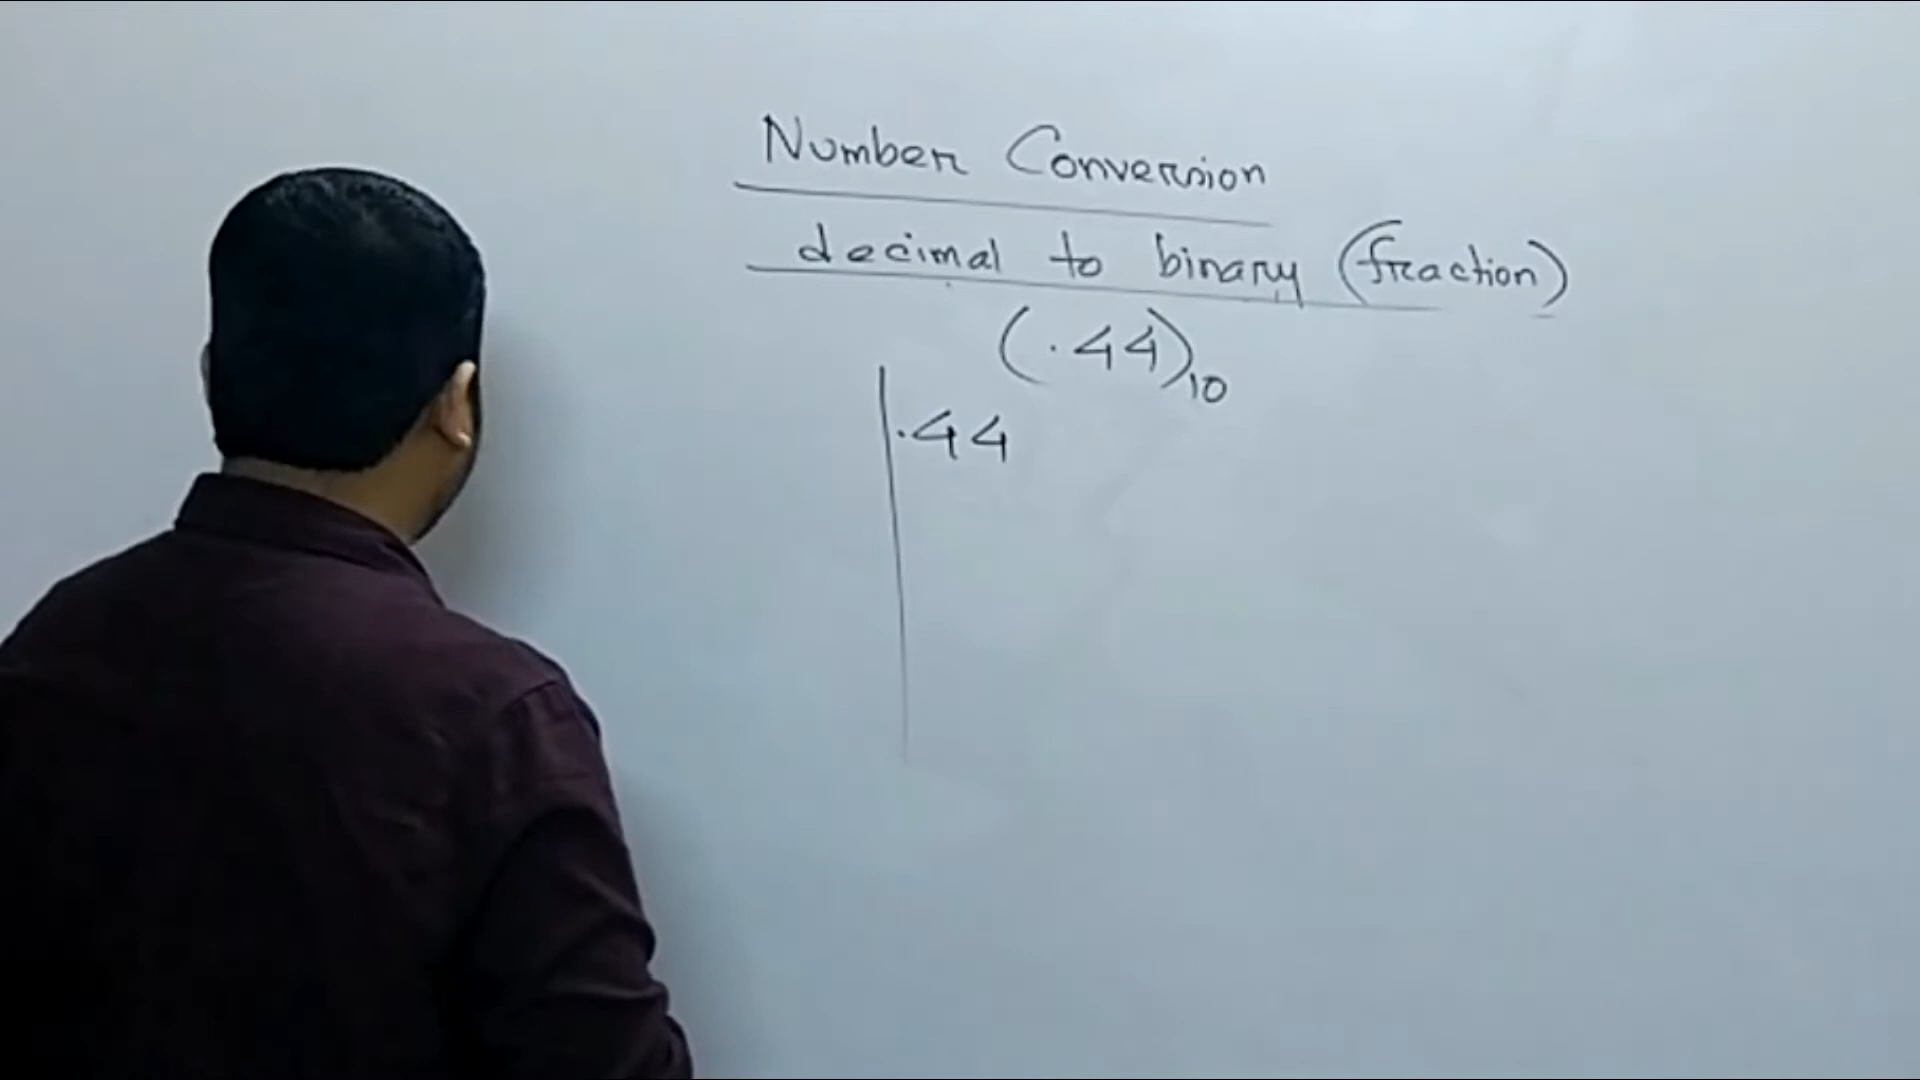 Number Conversion
decimal to binary (fraction)
(.44)10
.44